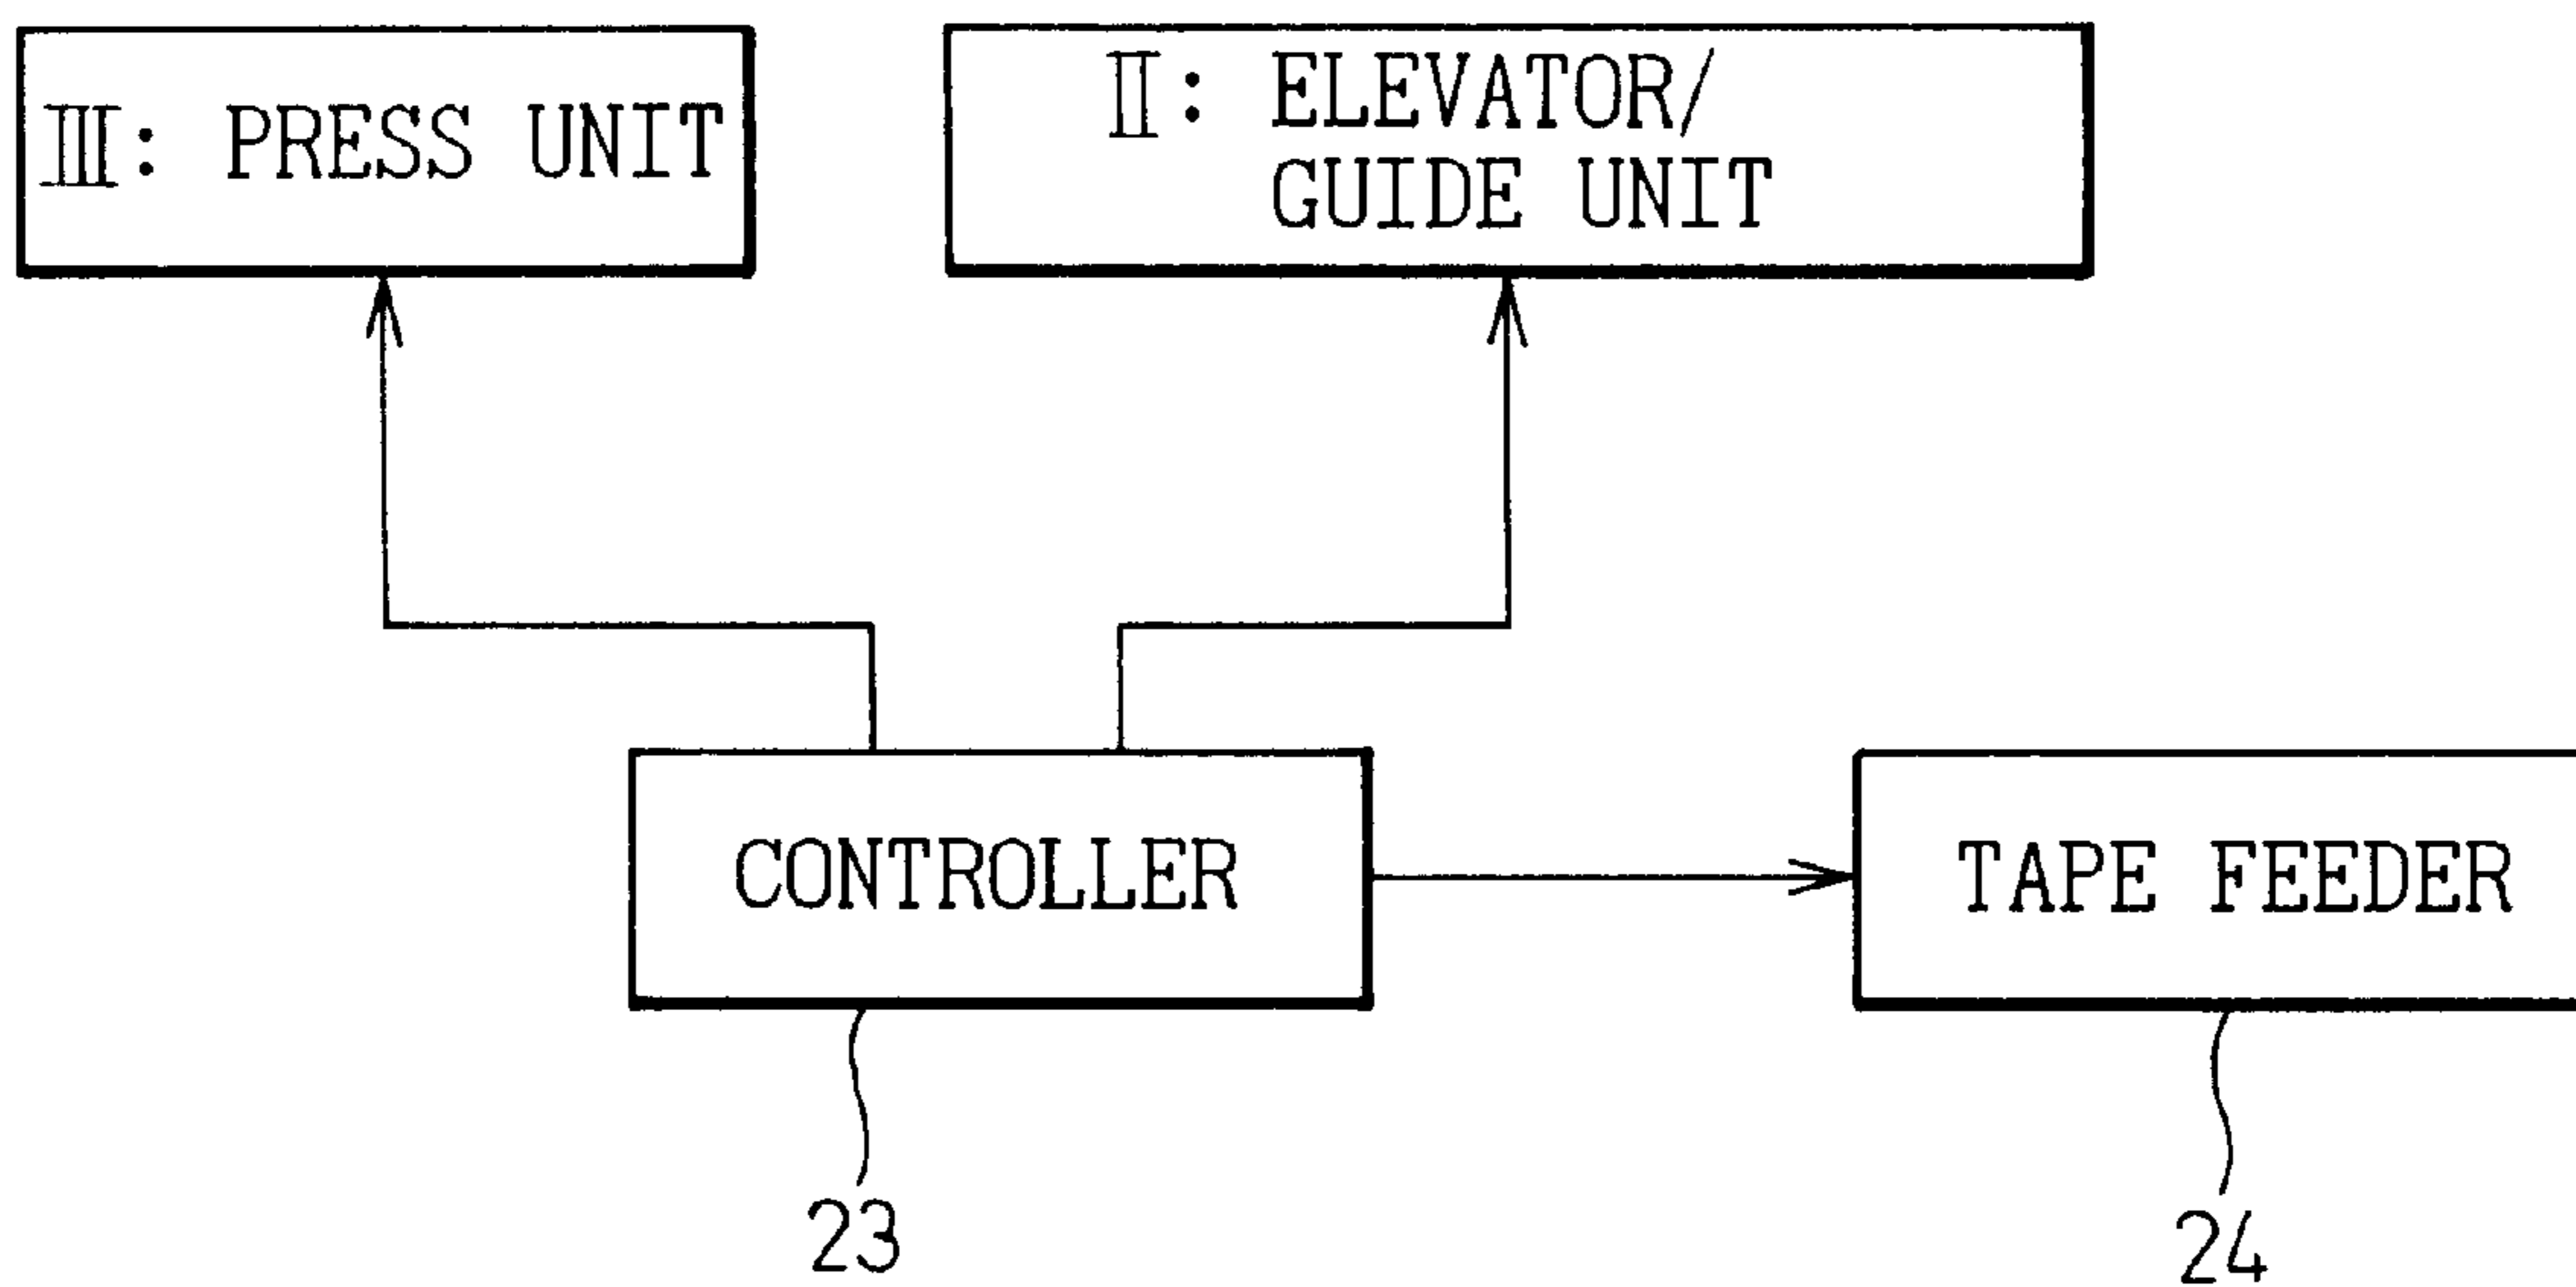 Ⅲ: PRESS UNIT
Ⅱ: ELEVATOR/
GUIDE UNIT
CONTROLLER
TAPE FEEDER
23
24